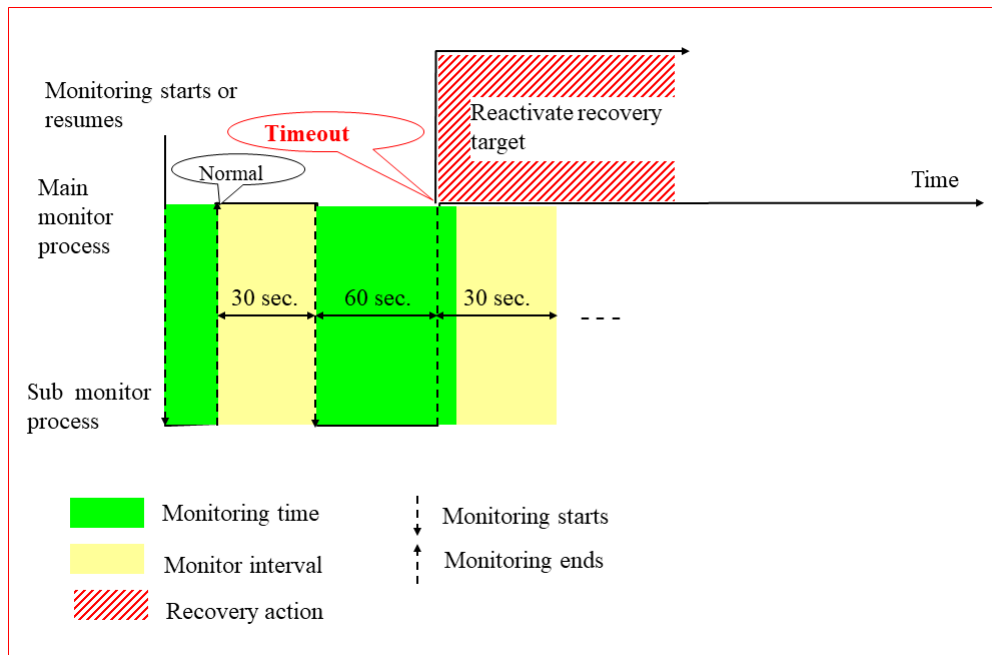 Monitoring starts or
resumes
Timeout
Reactivate recovery
target
Normal
Time
Main
monitor
process
30 sec.
60 sec.
30 sec.
- - -
Sub monitor
process
Monitoring time
Monitoring starts
Monitor interval
Monitoring ends
Recovery action